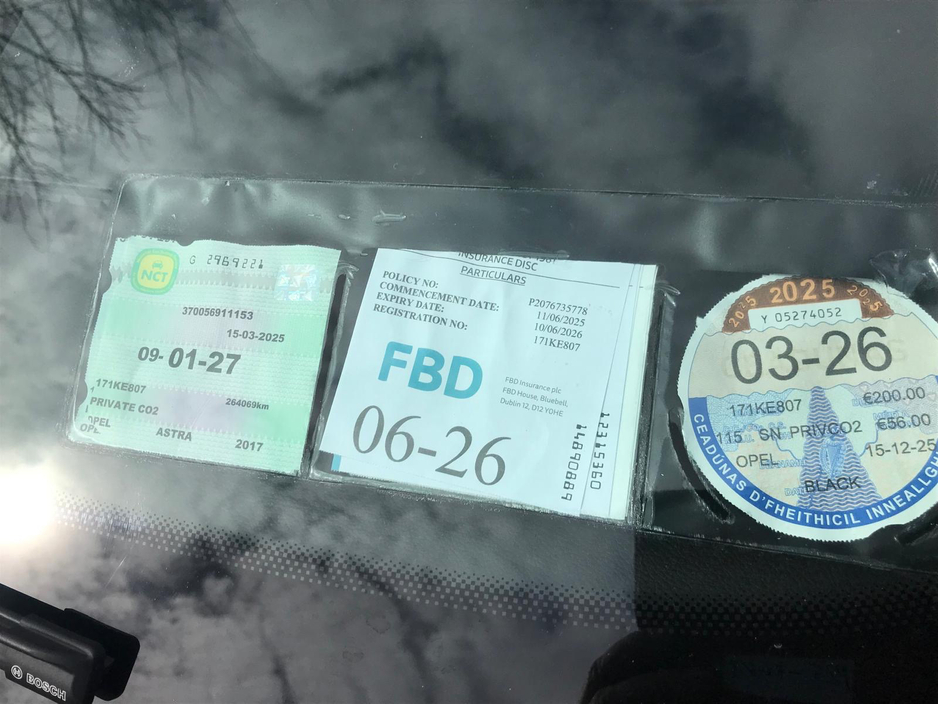 NCT
G 2969221
370056911153
15-03-2025
09-01-27
171KE807
PRIVATE CO2
264069km
OPEL
ASTRA
2017
INSURANCE DISC
PARTICULARS
POLICY NO: P2076735778
COMMENCEMENT DATE: 11/06/2025
EXPIRY DATE: 10/06/2026
REGISTRATION NO: 171KE807
FBD
FBD Insurance plc
FBD House, Bluebell,
Dublin 12, D12 Y0HE
06-26
2025
Y 05274052
03-26
171KE807 €200.00
115 SN PRIVCO2 €56.00
OPEL 15-12-25
BLACK
CEADÚNAS D'FHEITHICIL INNEALLGH
BOSCH